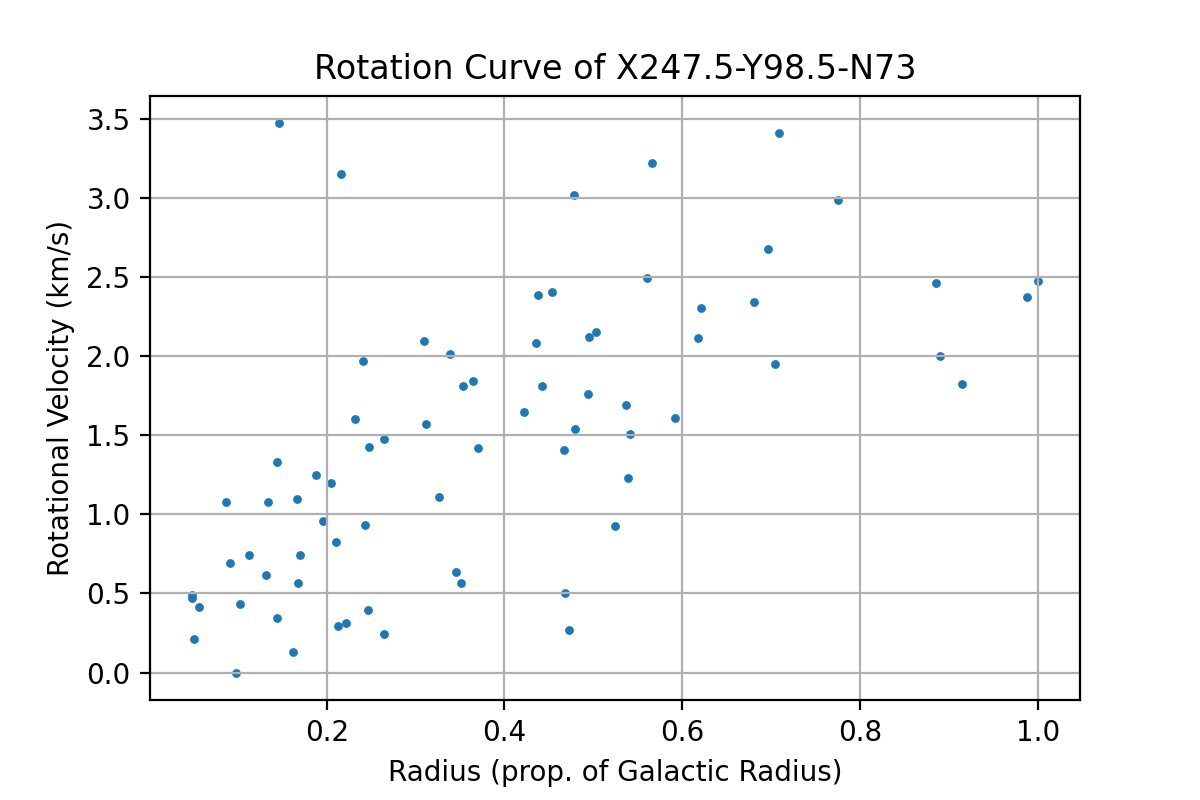 Rotation Curve of X247.5-Y98.5-N73
3.5
3.0
2.5
2.0
1.5
1.0
0.5
0.0
Rotational Velocity (km/s)
0.2 0.4 0.6 0.8 1.0
Radius (prop. of Galactic Radius)